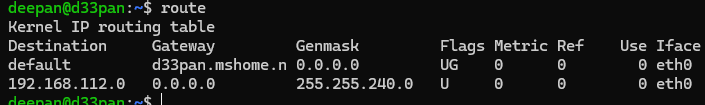 deepan@d33pan:~$ route
Kernel IP routing table
Destination     Gateway         Genmask         Flags Metric Ref    Use Iface
default         d33pan.mshome.n 0.0.0.0         UG    0      0        0 eth0
192.168.112.0   0.0.0.0         255.255.240.0   U     0      0        0 eth0
deepan@d33pan:~$